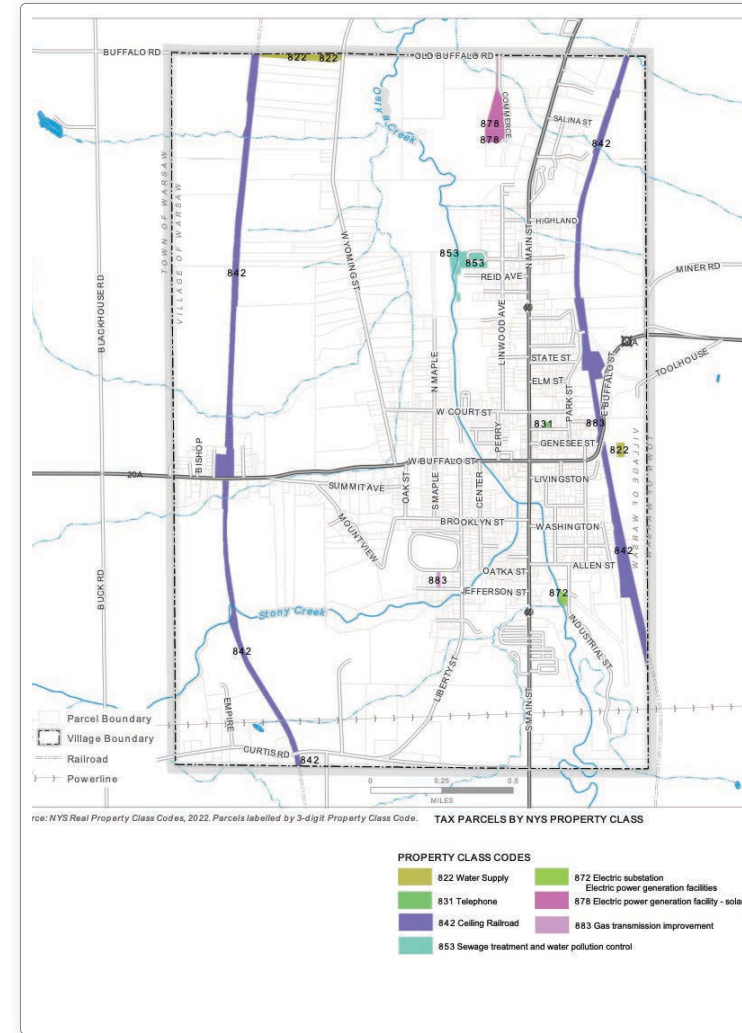 BUFFALO RD
822
822
OLD BUFFALO RD
Oatka Creek
COMMERCE
878
878
SALINA ST
842
HIGHLAND
TOWN OF WARSAW
VILLAGE OF WARSAW
WYOMING ST
N MAIN ST
853
853
REID AVE
MINER RD
842
BLACKHOUSE RD
LINWOOD AVE
19
N MAPLE
STATE ST
ELM ST
PARK ST
E BUFFALO ST
TOOLHOUSE
W COURT ST
PERRY
831
883
GENESEE ST
822
BISHOP
W BUFFALO ST
20A
SUMMIT AVE
OAK ST
S MAPLE
CENTER
LIVINGSTON
VILLAGE OF WARSAW
TOWN OF WARSAW
MOUNTVIEW
BROOKLYN ST
WASHINGTON
842
ALLEN ST
BUCK RD
OATKA ST
883
JEFFERSON ST
872
Stony Creek
INDUSTRIAL ST
842
LIBERTY ST
EMPIRE
S MAIN ST
CURTIS RD
842
Parcel Boundary
Village Boundary
Railroad
Powerline
0 0.25 0.5
MILES
rce: NYS Real Property Class Codes, 2022. Parcels labelled by 3-digit Property Class Code.
TAX PARCELS BY NYS PROPERTY CLASS
PROPERTY CLASS CODES
822 Water Supply
831 Telephone
842 Ceiling Railroad
853 Sewage treatment and water pollution control
872 Electric substation
Electric power generation facilities
878 Electric power generation facility - sola
883 Gas transmission improvement